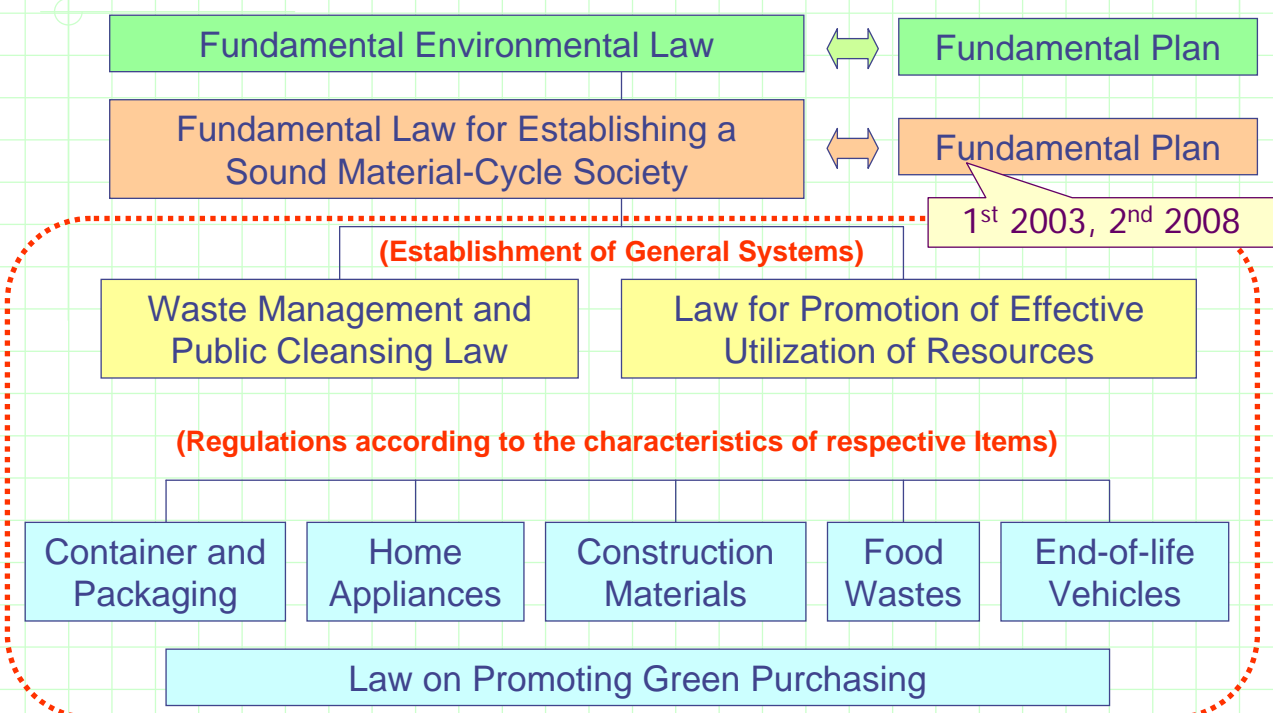 Fundamental Environmental Law
Fundamental Plan
Fundamental Law for Establishing a
Sound Material-Cycle Society
Fundamental Plan
1st 2003, 2nd 2008
(Establishment of General Systems)
Waste Management and
Public Cleansing Law
Law for Promotion of Effective
Utilization of Resources
(Regulations according to the characteristics of respective Items)
Container and
Packaging
Home
Appliances
Construction
Materials
Food
Wastes
End-of-life
Vehicles
Law on Promoting Green Purchasing